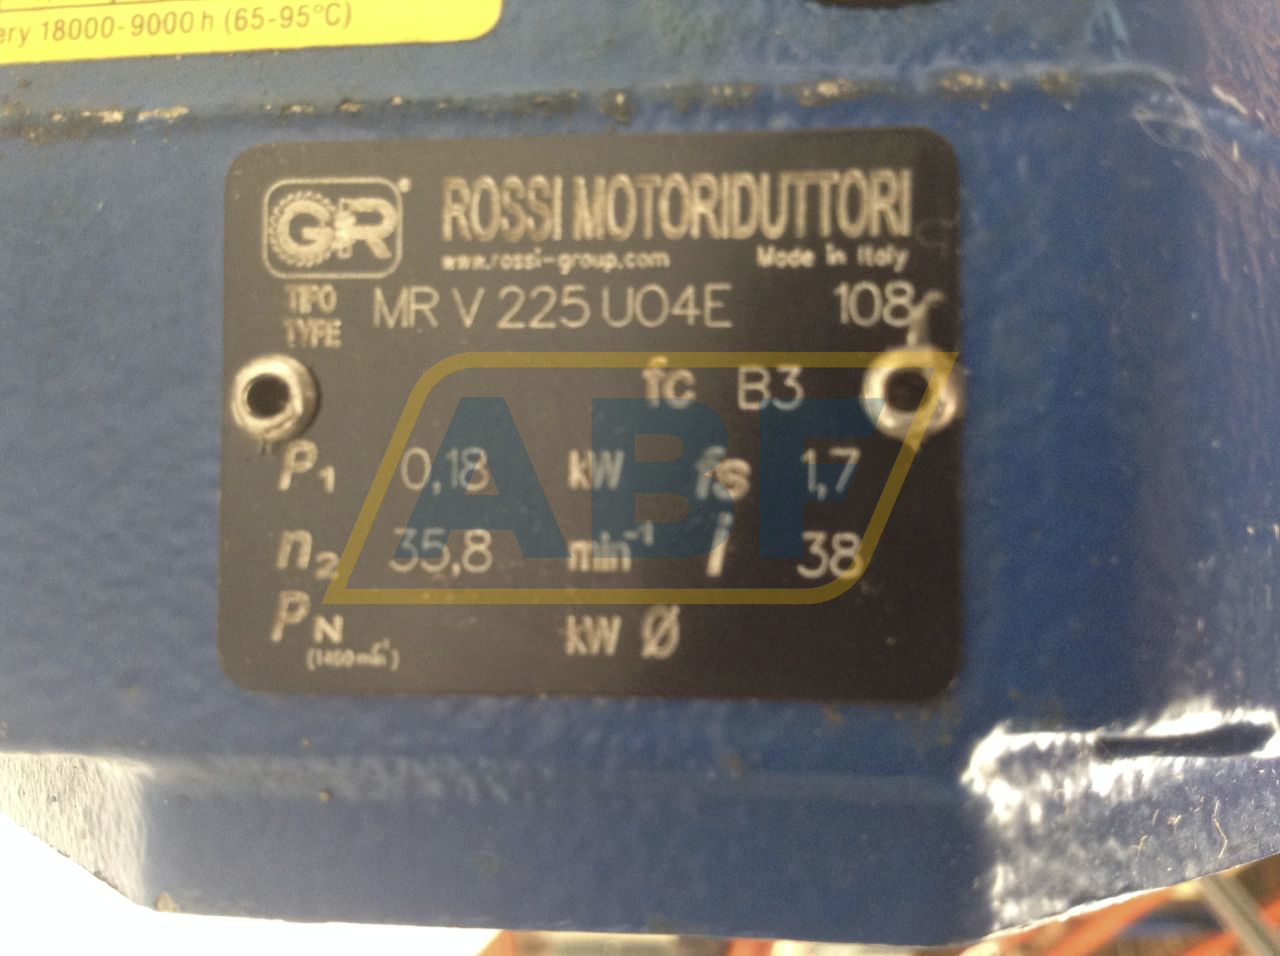 ery 18000-9000 h (65-95°C)
GR
ROSSI MOTORIDUTTORI
www.rossi-group.com Made in Italy
TIPO
TYPE
MR V 225 UO4E 108
fc B3
P1 0,18 kW fs 1,7
n2 35,8 min-1 i 38
PN kW Ø
(1400 min-1)
ABF